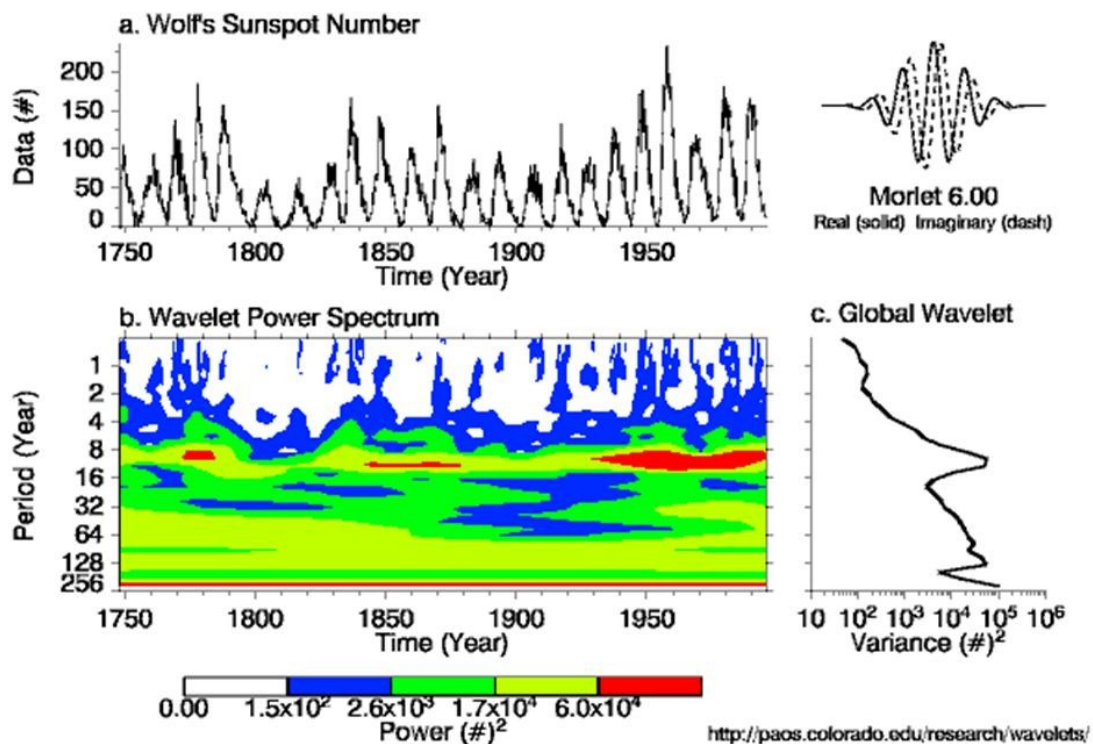 a. Wolf's Sunspot Number
Data (#)
200
150
100
50
0
1750 1800 1850 1900 1950
Time (Year)
Morlet 6.00
Real (solid) Imaginary (dash)
b. Wavelet Power Spectrum
Period (Year)
1
2
4
8
16
32
64
128
256
1750 1800 1850 1900 1950
Time (Year)
c. Global Wavelet
10 10² 10³ 10⁴ 10⁵ 10⁶
Variance (#)²
0.00 1.5x10² 2.6x10³ 1.7x10⁴ 6.0x10⁴
Power (#)²
http://paos.colorado.edu/research/wavelets/